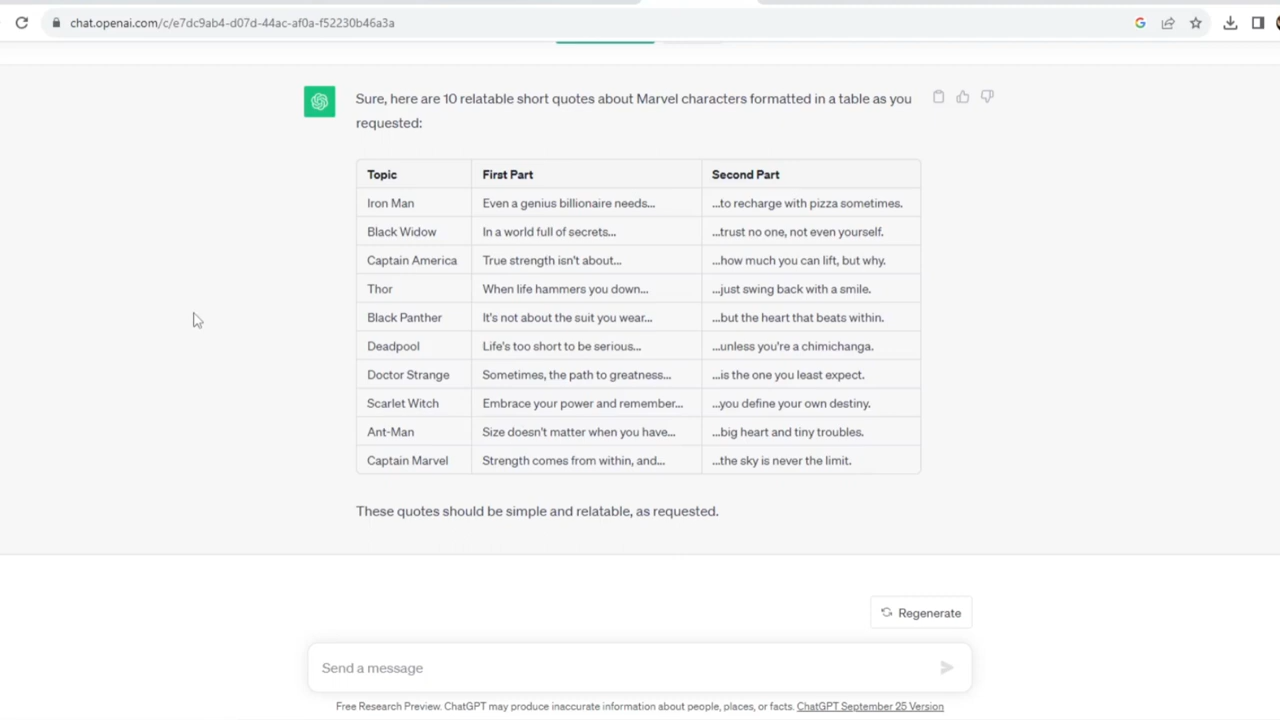 chat.openai.com/c/e7dc9ab4-d07d-44ac-af0a-f52230b46a3a
Sure, here are 10 relatable short quotes about Marvel characters formatted in a table as you
requested:
Topic First Part Second Part
Iron Man Even a genius billionaire needs... ...to recharge with pizza sometimes.
Black Widow In a world full of secrets... ...trust no one, not even yourself.
Captain America True strength isn't about... ...how much you can lift, but why.
Thor When life hammers you down... ...just swing back with a smile.
Black Panther It's not about the suit you wear... ...but the heart that beats within.
Deadpool Life's too short to be serious... ...unless you're a chimichanga.
Doctor Strange Sometimes, the path to greatness... ...is the one you least expect.
Scarlet Witch Embrace your power and remember... ...you define your own destiny.
Ant-Man Size doesn't matter when you have... ...big heart and tiny troubles.
Captain Marvel Strength comes from within, and... ...the sky is never the limit.
These quotes should be simple and relatable, as requested.
Regenerate
Send a message
Free Research Preview. ChatGPT may produce inaccurate information about people, places, or facts. ChatGPT September 25 Version